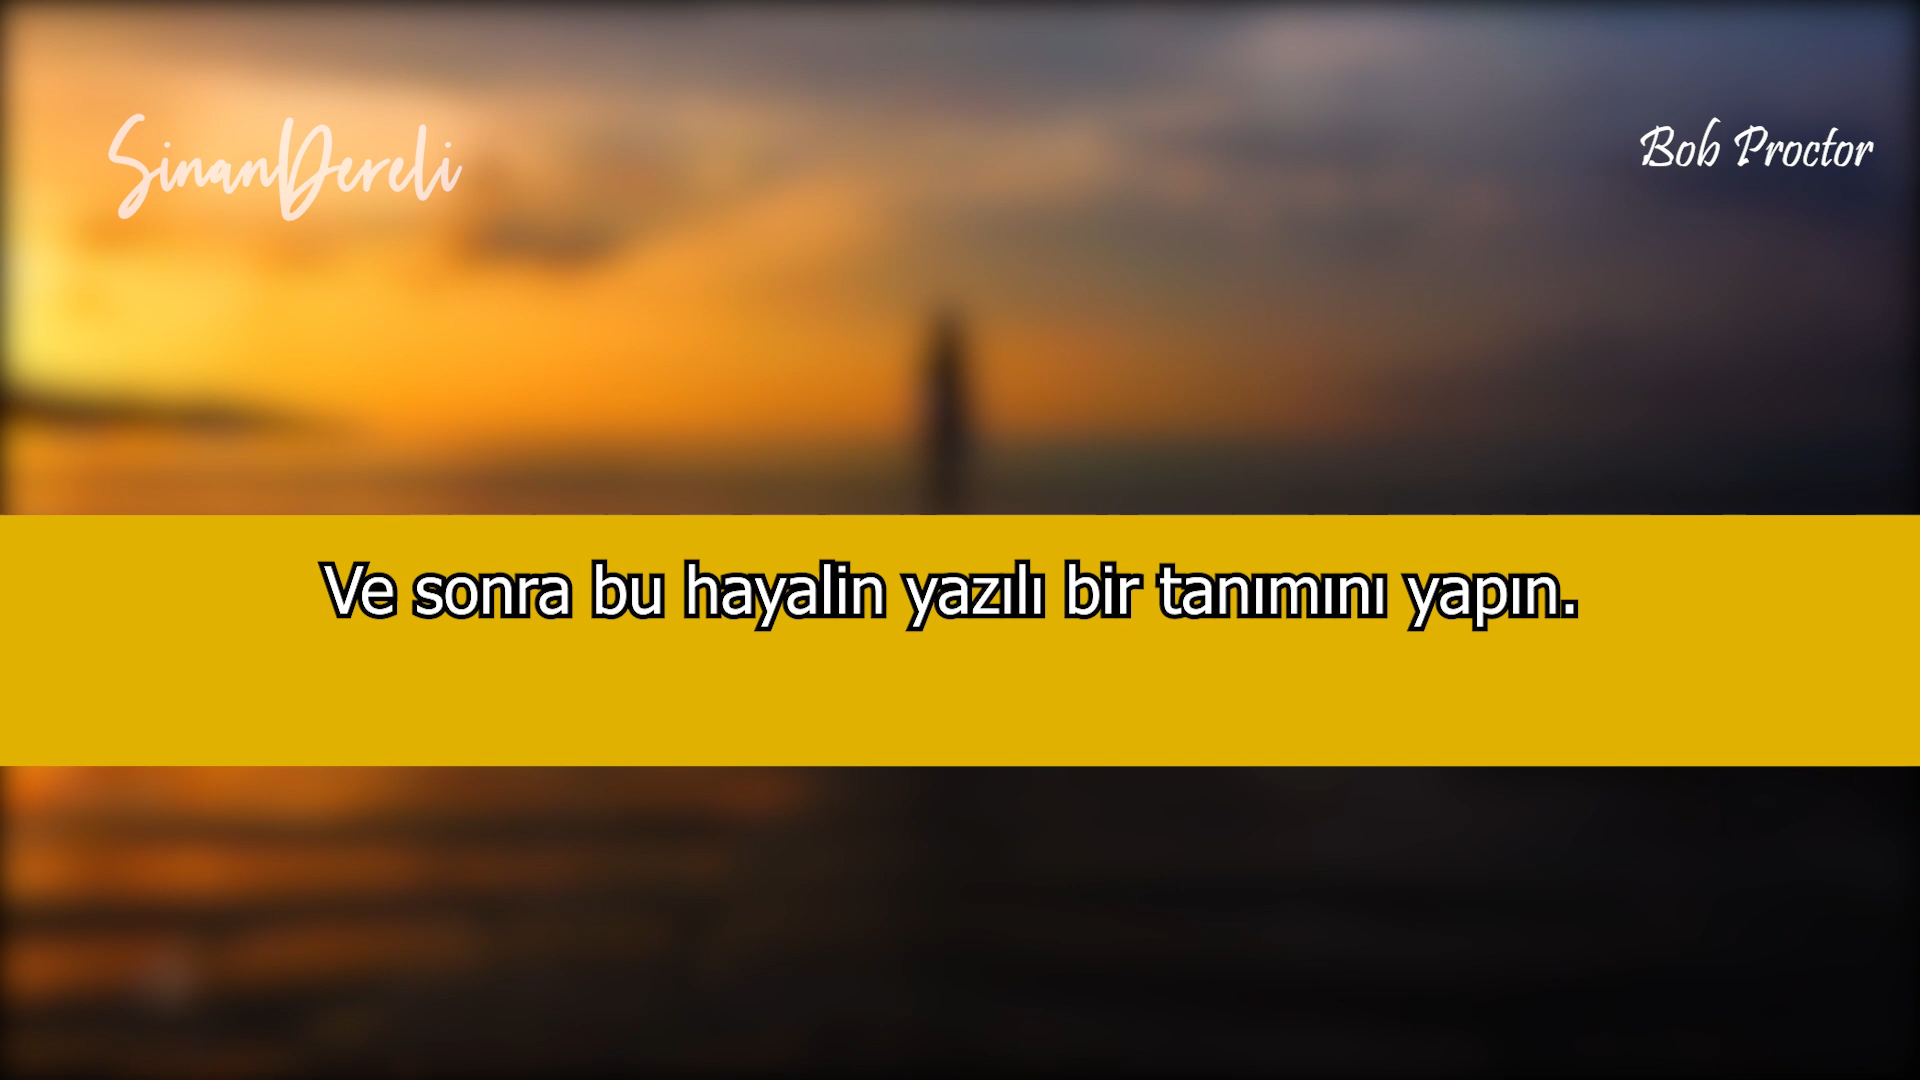 SinanDereli
Bob Proctor
Ve sonra bu hayalin yazılı bir tanımını yapın.